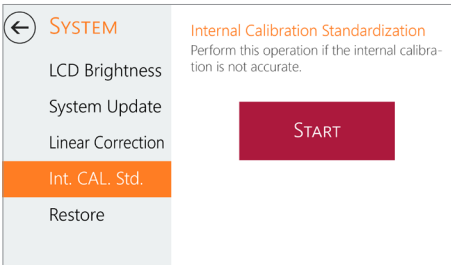 System
LCD Brightness
System Update
Linear Correction
Int. CAL. Std.
Restore
Internal Calibration Standardization
Perform this operation if the internal calibra-
tion is not accurate.
Start